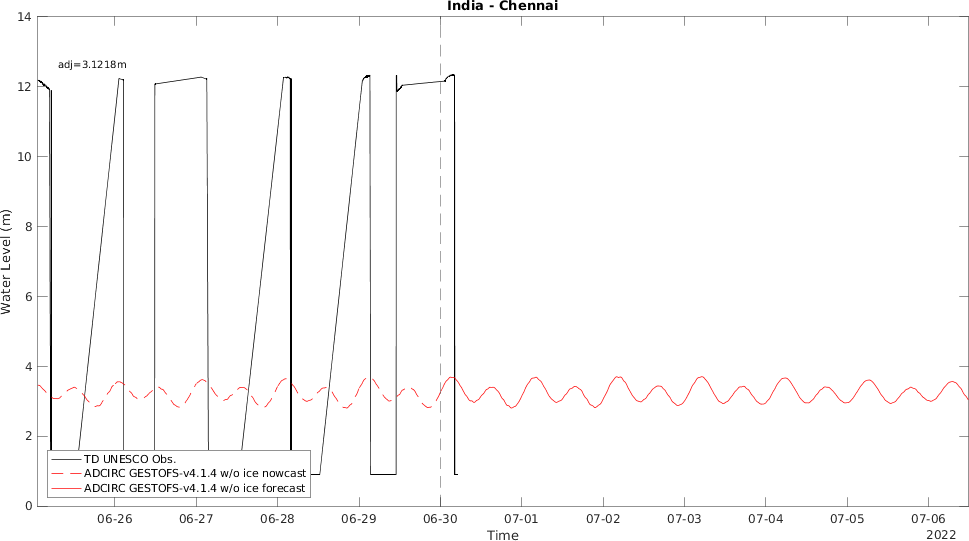 India - Chennai
adj=3.1218m
14
12
10
8
6
4
2
0
Water Level (m)
TD UNESCO Obs.
ADCIRC GESTOFS-v4.1.4 w/o ice nowcast
ADCIRC GESTOFS-v4.1.4 w/o ice forecast
06-26 06-27 06-28 06-29 06-30 07-01 07-02 07-03 07-04 07-05 07-06
Time
2022